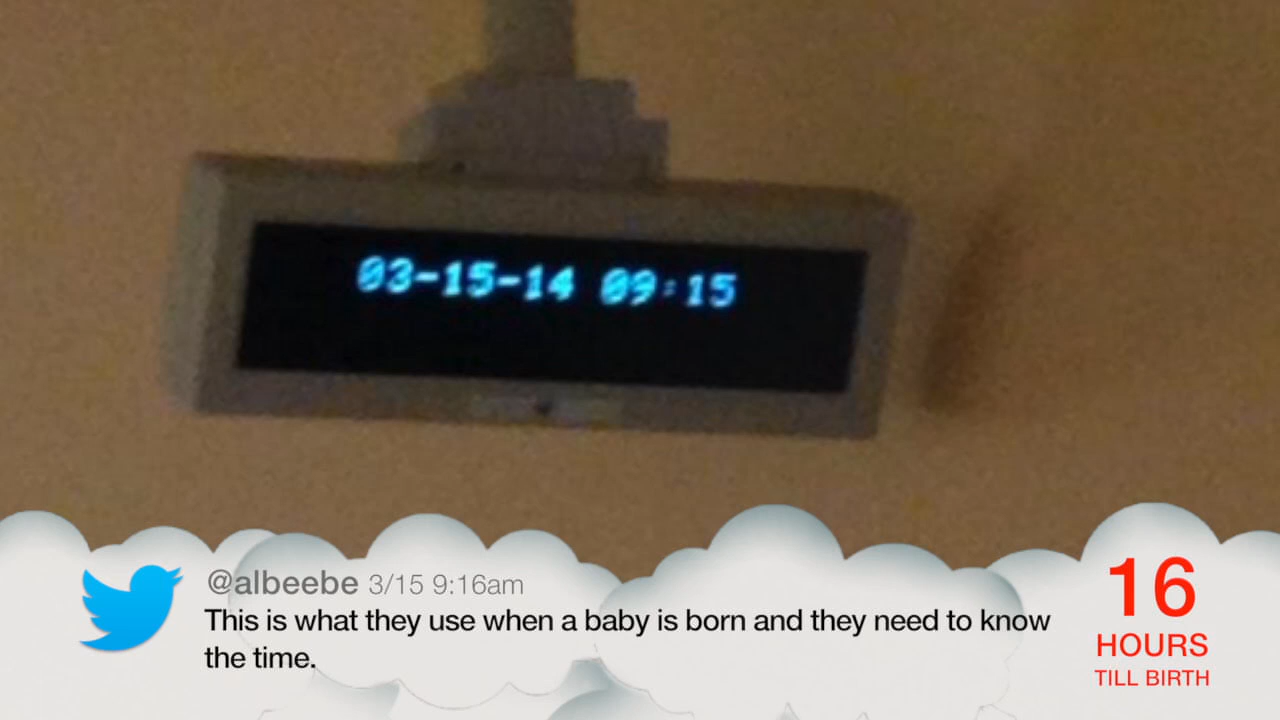 03-15-14 09:15
@albeebe 3/15 9:16am
This is what they use when a baby is born and they need to know
the time.
16
HOURS
TILL BIRTH